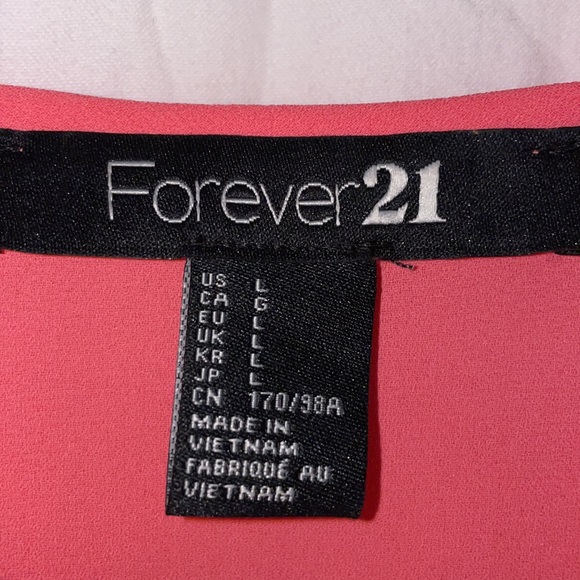 Forever21
US L
CA G
EU L
UK L
KR L
JP L
CN 170/98A
MADE IN
VIETNAM
FABRIQUÉ AU
VIETNAM